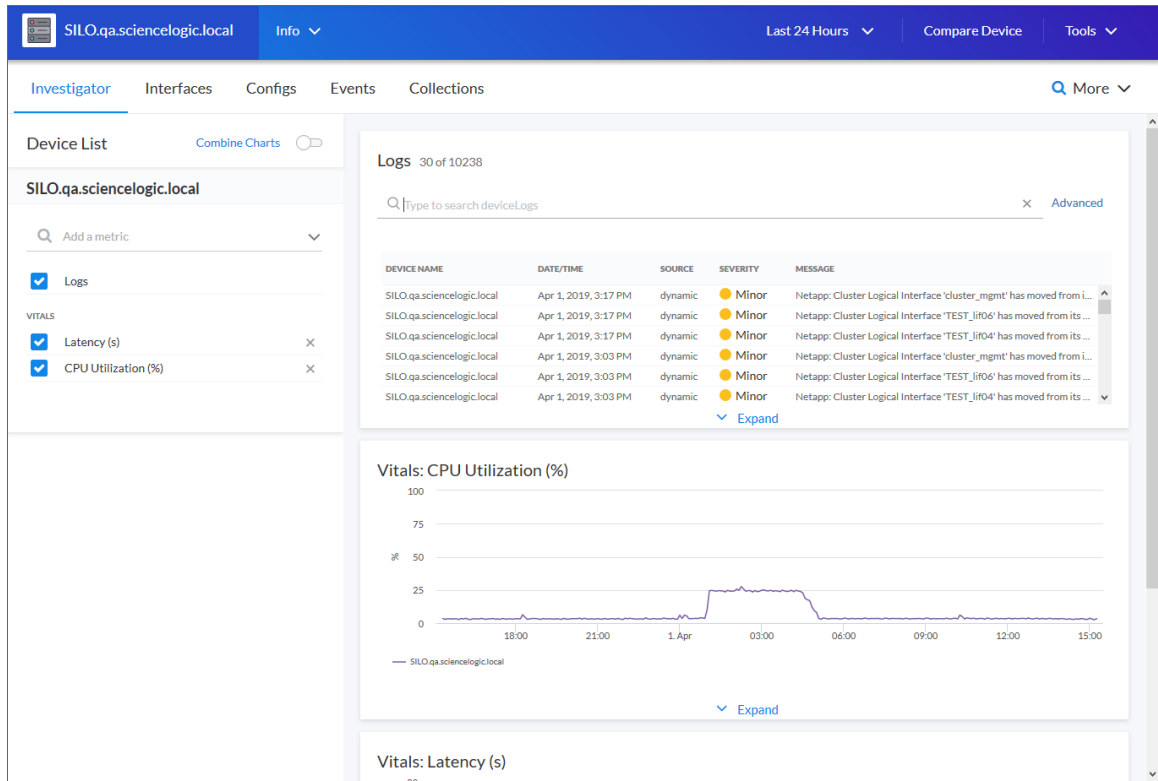 SILO.qa.sciencelogic.local Info Last 24 Hours Compare Device Tools
Investigator Interfaces Configs Events Collections More
Device List Combine Charts
SILO.qa.sciencelogic.local
Add a metric
Logs
VITALS
Latency (s)
CPU Utilization (%)
Logs 30 of 10238
Type to search deviceLogs Advanced
DEVICE NAME DATE/TIME SOURCE SEVERITY MESSAGE
SILO.qa.sciencelogic.local Apr 1, 2019, 3:17 PM dynamic Minor Netapp: Cluster Logical Interface 'cluster_mgmt' has moved from i...
SILO.qa.sciencelogic.local Apr 1, 2019, 3:17 PM dynamic Minor Netapp: Cluster Logical Interface 'TEST_lif06' has moved from its ...
SILO.qa.sciencelogic.local Apr 1, 2019, 3:17 PM dynamic Minor Netapp: Cluster Logical Interface 'TEST_lif04' has moved from its ...
SILO.qa.sciencelogic.local Apr 1, 2019, 3:03 PM dynamic Minor Netapp: Cluster Logical Interface 'cluster_mgmt' has moved from i...
SILO.qa.sciencelogic.local Apr 1, 2019, 3:03 PM dynamic Minor Netapp: Cluster Logical Interface 'TEST_lif06' has moved from its ...
SILO.qa.sciencelogic.local Apr 1, 2019, 3:03 PM dynamic Minor Netapp: Cluster Logical Interface 'TEST_lif04' has moved from its ...
Expand
Vitals: CPU Utilization (%)
100
75
% 50
25
0
18:00 21:00 1. Apr 03:00 06:00 09:00 12:00 15:00
SILO.qa.sciencelogic.local
Expand
Vitals: Latency (s)